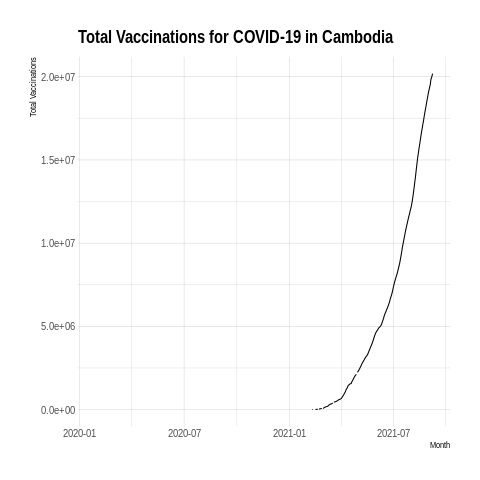 Total Vaccinations for COVID-19 in Cambodia
Total Vaccinations
2.0e+07
1.5e+07
1.0e+07
5.0e+06
0.0e+00
2020-01
2020-07
2021-01
2021-07
Month